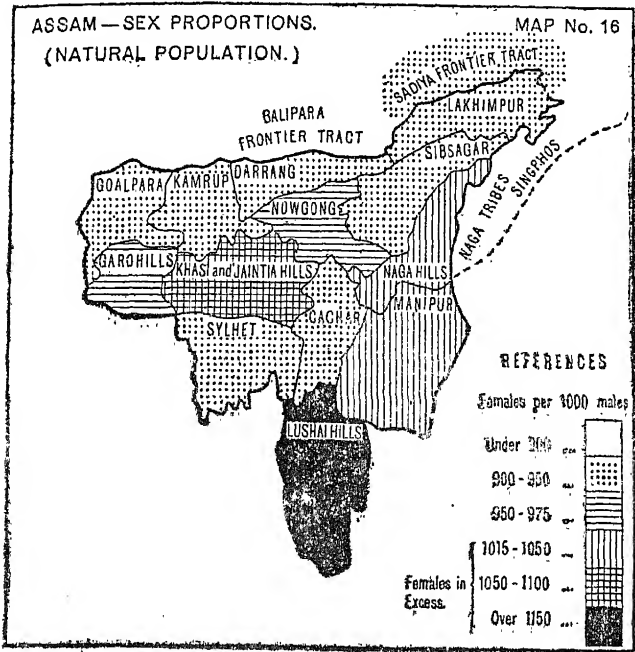 ASSAM—SEX PROPORTIONS.
(NATURAL POPULATION.)
MAP No. 16
SADIYA FRONTIER TRACT
LAKHIMPUR
BALIPARA
FRONTIER TRACT
SIBSAGAR
DARRANG
GOALPARA
KAMRUP
NOWGONG
NAGA TRIBES
SINGPHOS
GARO HILLS
KHASI and JAINTIA HILLS
NAGA HILLS
MANIPUR
CACHAR
SYLHET
LUSHAI HILLS
REFERENCES
Females per 1000 males
Under 900
900-950
950-975
1015-1050
Females in
Excess.
1050-1100
Over 1150